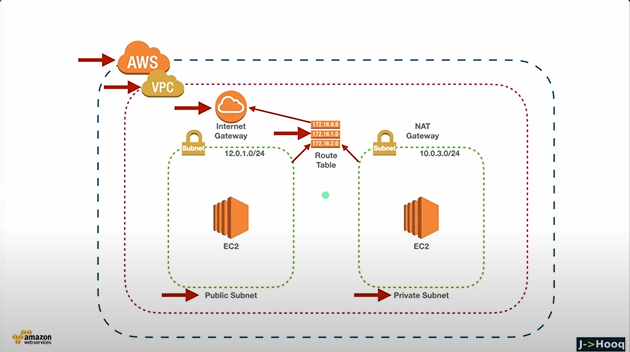 AWS
VPC
Internet
Gateway
172.16.0.0
172.16.1.0
172.16.2.0
Route
Table
NAT
Gateway
Subnet
12.0.1.0/24
Subnet
10.0.3.0/24
EC2
EC2
Public Subnet
Private Subnet
amazon
web services
J->Hooq